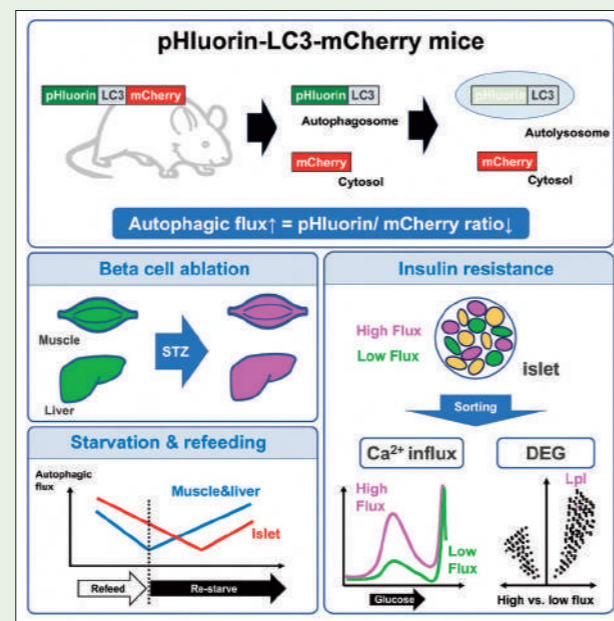 pHluorin-LC3-mCherry mice
pHluorin LC3 mCherry
pHluorin LC3
Autophagosome
mCherry
Cytosol
pHluorin LC3
Autolysosome
mCherry
Cytosol
Autophagic flux↑ = pHluorin/ mCherry ratio↓
Beta cell ablation
Muscle
STZ
Liver
Starvation & refeeding
Autophagic
flux
Muscle&liver
Islet
Refeed
Re-starve
Insulin resistance
High Flux
Low Flux
islet
Sorting
Ca²⁺ influx
High
Flux
Low
Flux
Glucose
DEG
Lpl
High vs. low flux